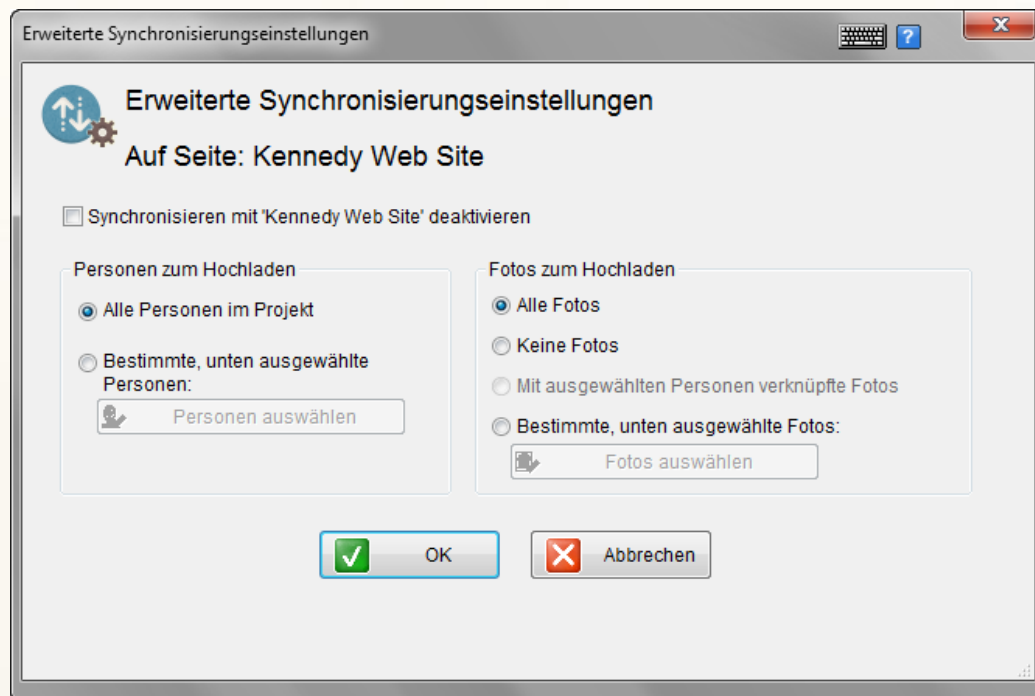 Erweiterte Synchronisierungseinstellungen
?
X
Erweiterte Synchronisierungseinstellungen
Auf Seite: Kennedy Web Site
Synchronisieren mit 'Kennedy Web Site' deaktivieren
Personen zum Hochladen
Alle Personen im Projekt
Bestimmte, unten ausgewählte
Personen:
Personen auswählen
Fotos zum Hochladen
Alle Fotos
Keine Fotos
Mit ausgewählten Personen verknüpfte Fotos
Bestimmte, unten ausgewählte Fotos:
Fotos auswählen
OK
Abbrechen